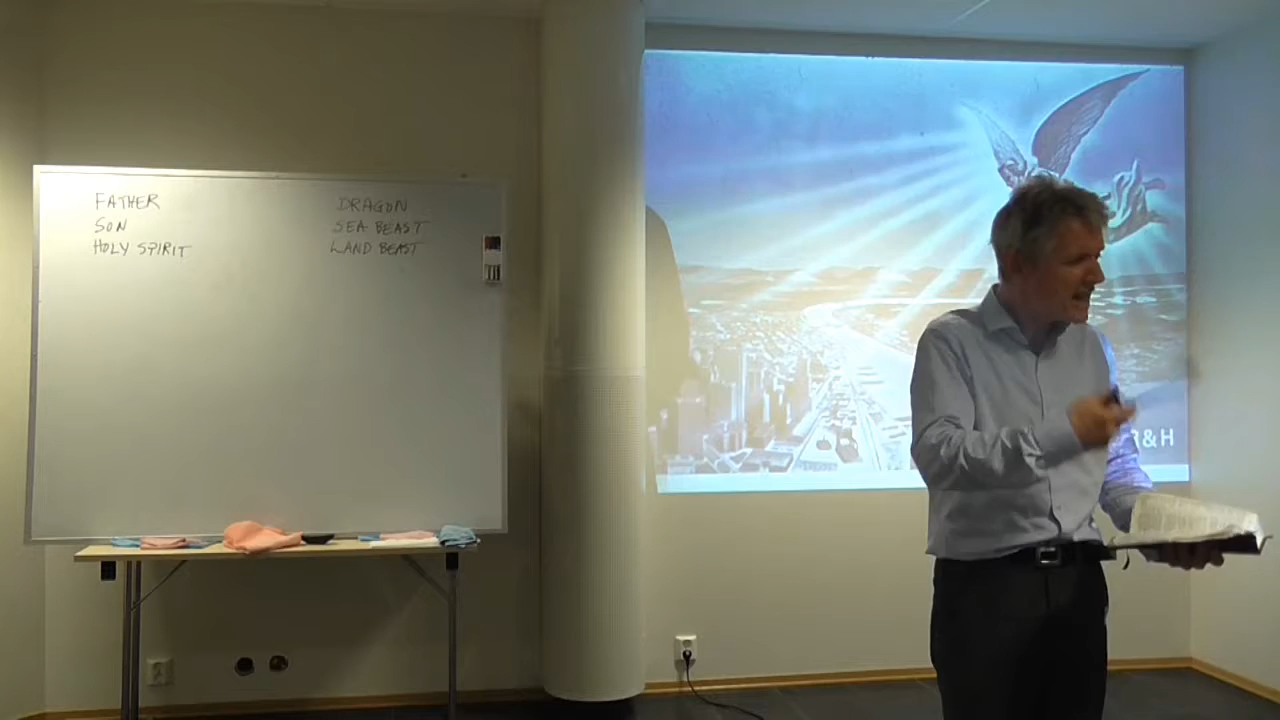 FATHER
SON
HOLY SPIRIT
DRAGON
SEA BEAST
LAND BEAST
R&H